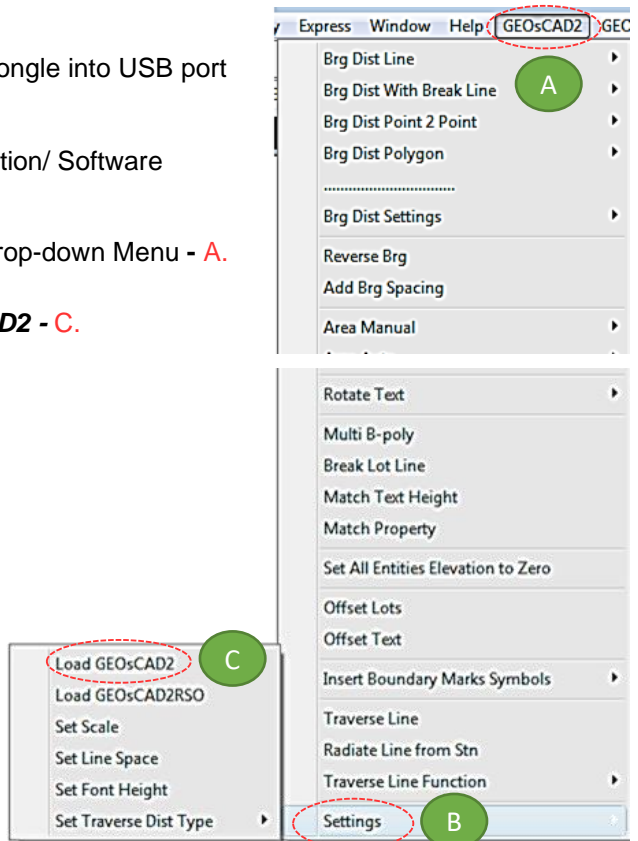 Express Window Help GEOsCAD2 GEO
ongle into USB port
tion/ Software
rop-down Menu - A.
D2 - C.
Brg Dist Line
A
Brg Dist With Break Line
Brg Dist Point 2 Point
Brg Dist Polygon
.................................
Brg Dist Settings
Reverse Brg
Add Brg Spacing
Area Manual
Rotate Text
Multi B-poly
Break Lot Line
Match Text Height
Match Property
Set All Entities Elevation to Zero
Offset Lots
Offset Text
Insert Boundary Marks Symbols
Traverse Line
Radiate Line from Stn
Traverse Line Function
Settings
B
Load GEOsCAD2
C
Load GEOsCAD2RSO
Set Scale
Set Line Space
Set Font Height
Set Traverse Dist Type